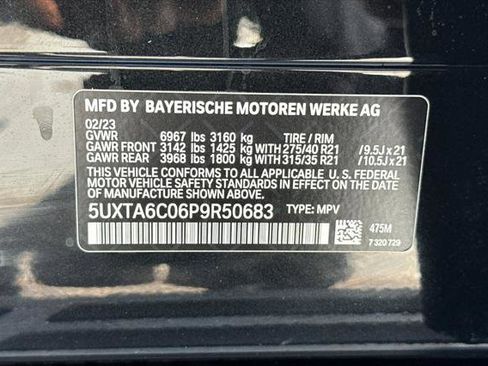 MFD BY BAYERISCHE MOTOREN WERKE AG
02/23
GVWR 6967 lbs 3160 kg TIRE / RIM
GAWR FRONT 3142 lbs 1425 kg WITH 275/40 R21 / 9.5J x 21
GAWR REAR 3968 lbs 1800 kg WITH 315/35 R21 / 10.5J x 21
THIS VEHICLE CONFORMS TO ALL APPLICABLE U. S. FEDERAL
MOTOR VEHICLE SAFETY STANDARDS IN EFFECT ON THE
DATE OF MANUFACTURE SHOWN ABOVE.
5UXTA6C06P9R50683 TYPE: MPV
475M
7320729